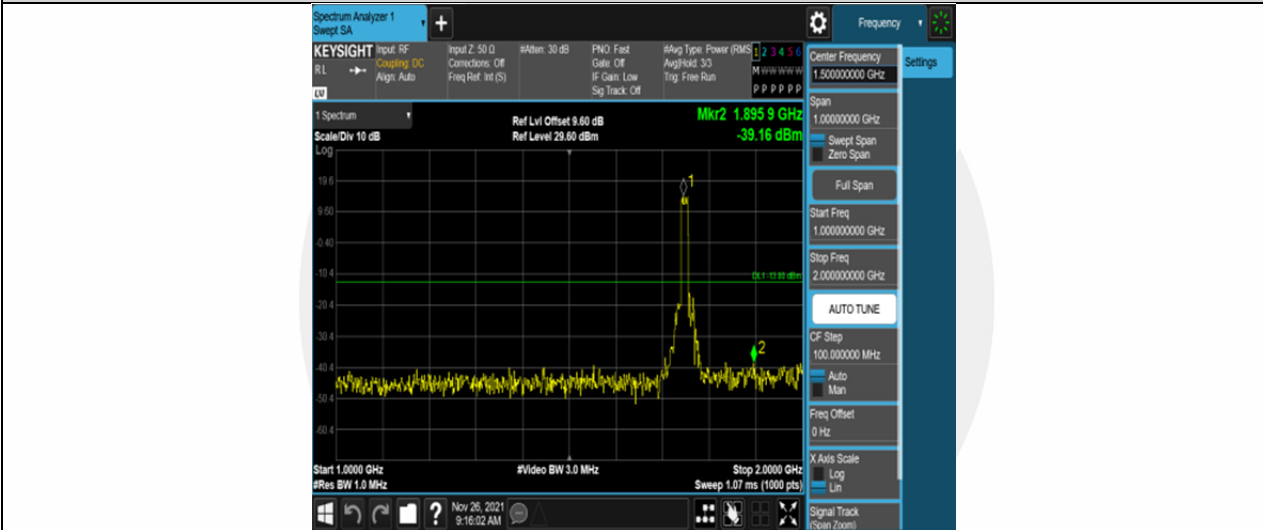 Spectrum Analyzer 1
Swept SA
+
Frequency
KEYSIGHT
RL
LV
Input: RF
Coupling: DC
Align: Auto
Input Z: 50 Ω
Corrections: Off
Freq Ref: Int (S)
#Atten: 30 dB
PNO: Fast
Gate: Off
IF Gain: Low
Sig Track: Off
#Avg Type: Power (RMS
Avg|Hold: 3/3
Trig: Free Run
1 2 3 4 5 6
M W W W W W
P P P P P P
1 Spectrum
Scale/Div 10 dB
Ref Lvl Offset 9.60 dB
Ref Level 29.60 dBm
Mkr2 1.895 9 GHz
-39.16 dBm
Log
19.6
9.60
-0.40
-10.4
-20.4
-30.4
-40.4
-50.4
-60.4
1
DL1 -13.00 dBm
2
Start 1.0000 GHz
#Res BW 1.0 MHz
#Video BW 3.0 MHz
Stop 2.0000 GHz
Sweep 1.07 ms (1000 pts)
?
Nov 26, 2021
9:16:02 AM
Center Frequency
1.500000000 GHz
Settings
Span
1.00000000 GHz
Swept Span
Zero Span
Full Span
Start Freq
1.000000000 GHz
Stop Freq
2.000000000 GHz
AUTO TUNE
CF Step
100.000000 MHz
Auto
Man
Freq Offset
0 Hz
X Axis Scale
Log
Lin
Signal Track
(Span Zoom)